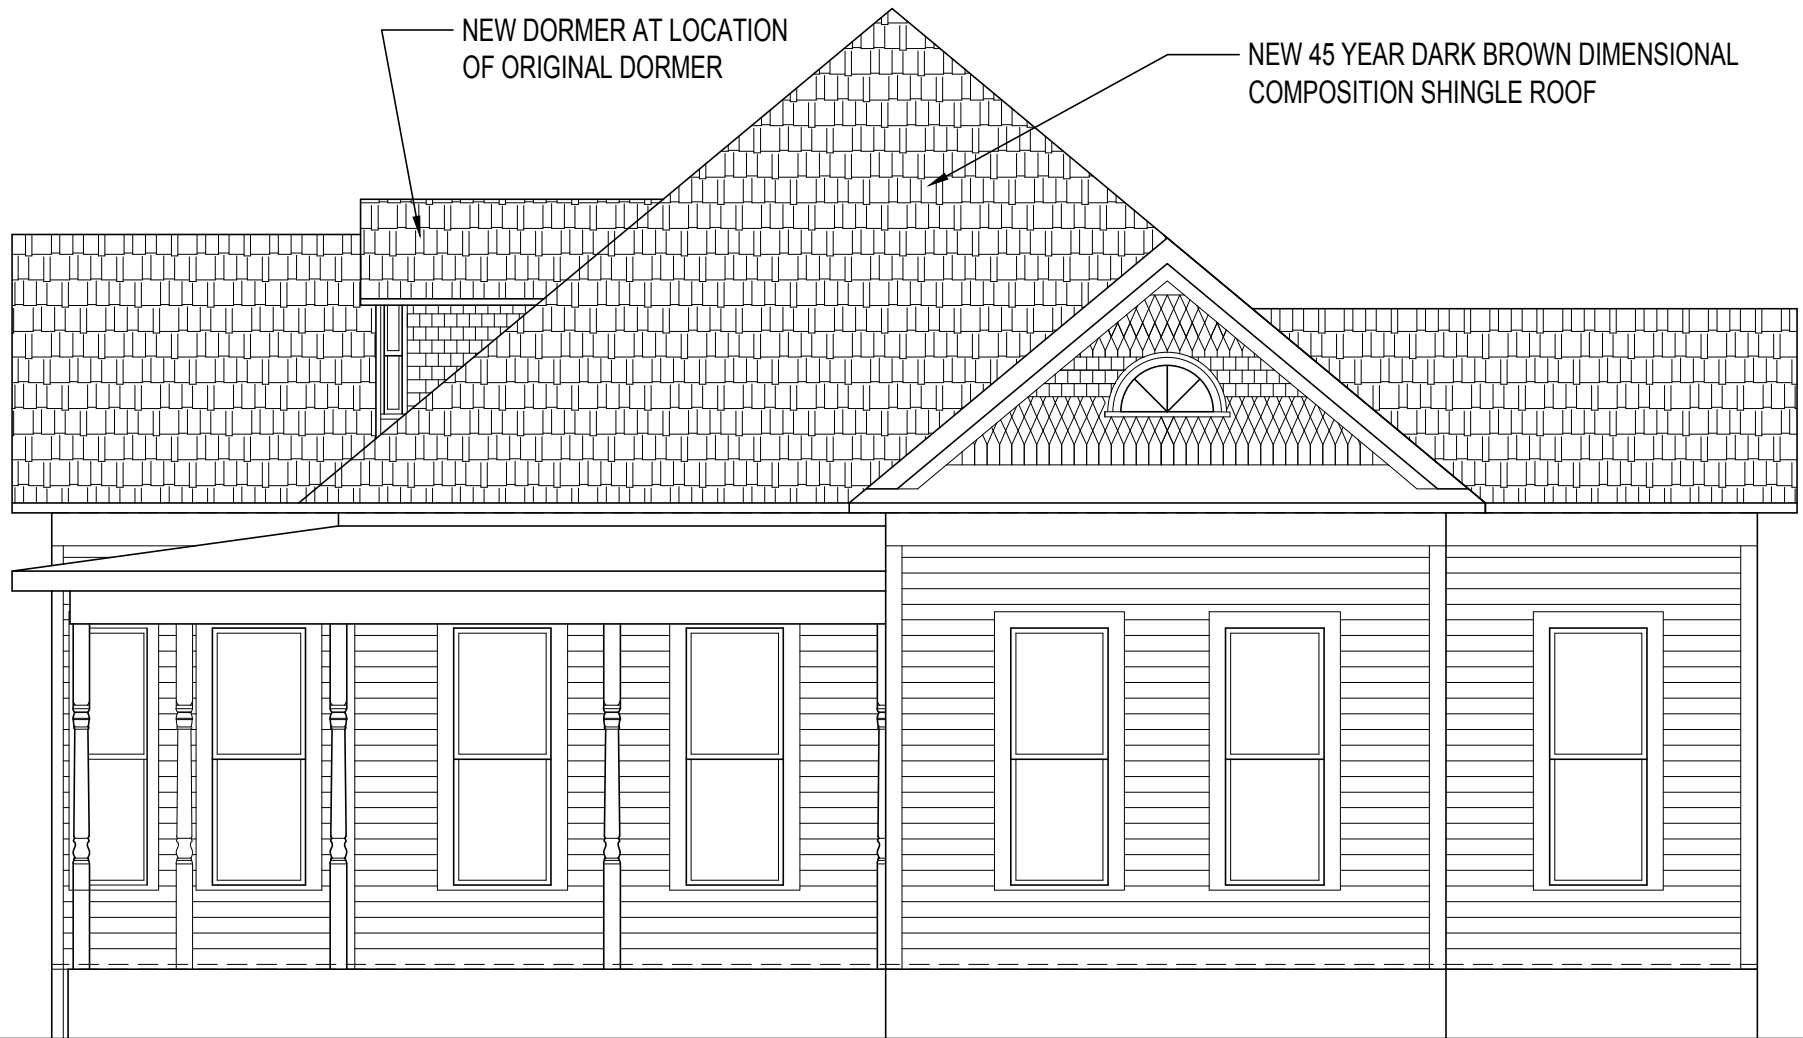 NEW DORMER AT LOCATION
OF ORIGINAL DORMER
NEW 45 YEAR DARK BROWN DIMENSIONAL
COMPOSITION SHINGLE ROOF